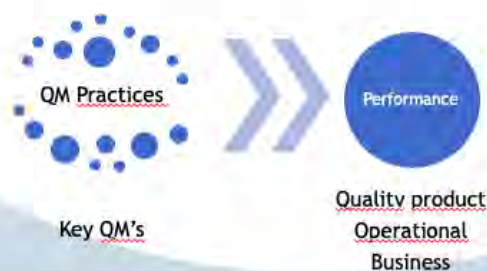 QM Practices
Performance
Key QM's
Quality product
Operational
Business